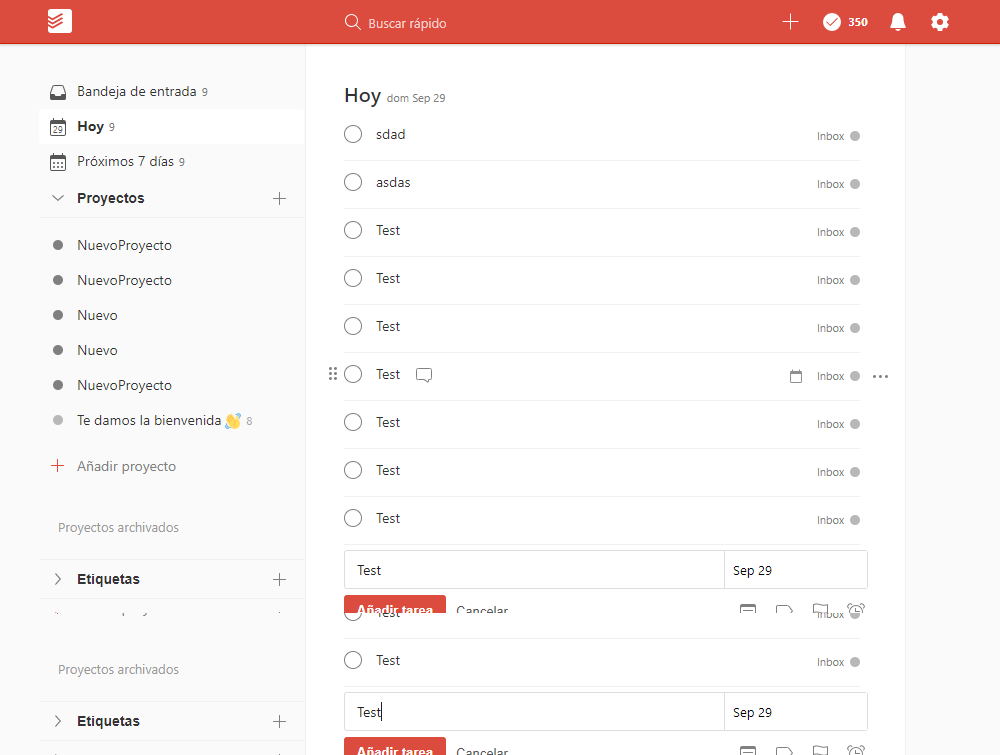 Buscar rápido
350
Bandeja de entrada 9
29 Hoy 9
Próximos 7 días 9
Proyectos
NuevoProyecto
NuevoProyecto
Nuevo
Nuevo
NuevoProyecto
Te damos la bienvenida 👋 8
Añadir proyecto
Proyectos archivados
Etiquetas
Proyectos archivados
Etiquetas
Hoy dom Sep 29
sdad Inbox
asdas Inbox
Test Inbox
Test Inbox
Test Inbox
Test Inbox
Test Inbox
Test Inbox
Test Inbox
Test Sep 29
Añadir tarea Cancelar
Test Inbox
Test Inbox
Test Sep 29
Añadir tarea Cancelar